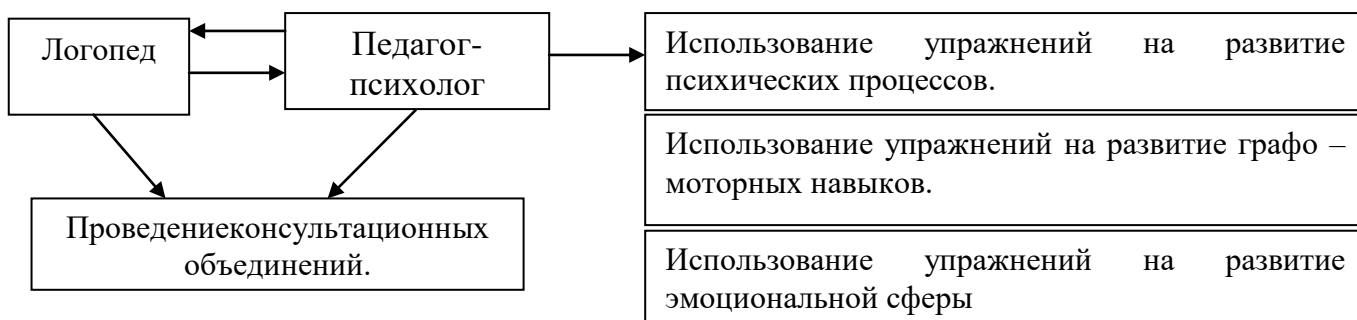 Логопед
Педагог-
психолог
Проведениеконсультационных
объединений.
Использование упражнений на развитие
психических процессов.
Использование упражнений на развитие графо –
моторных навыков.
Использование упражнений на развитие
эмоциональной сферы